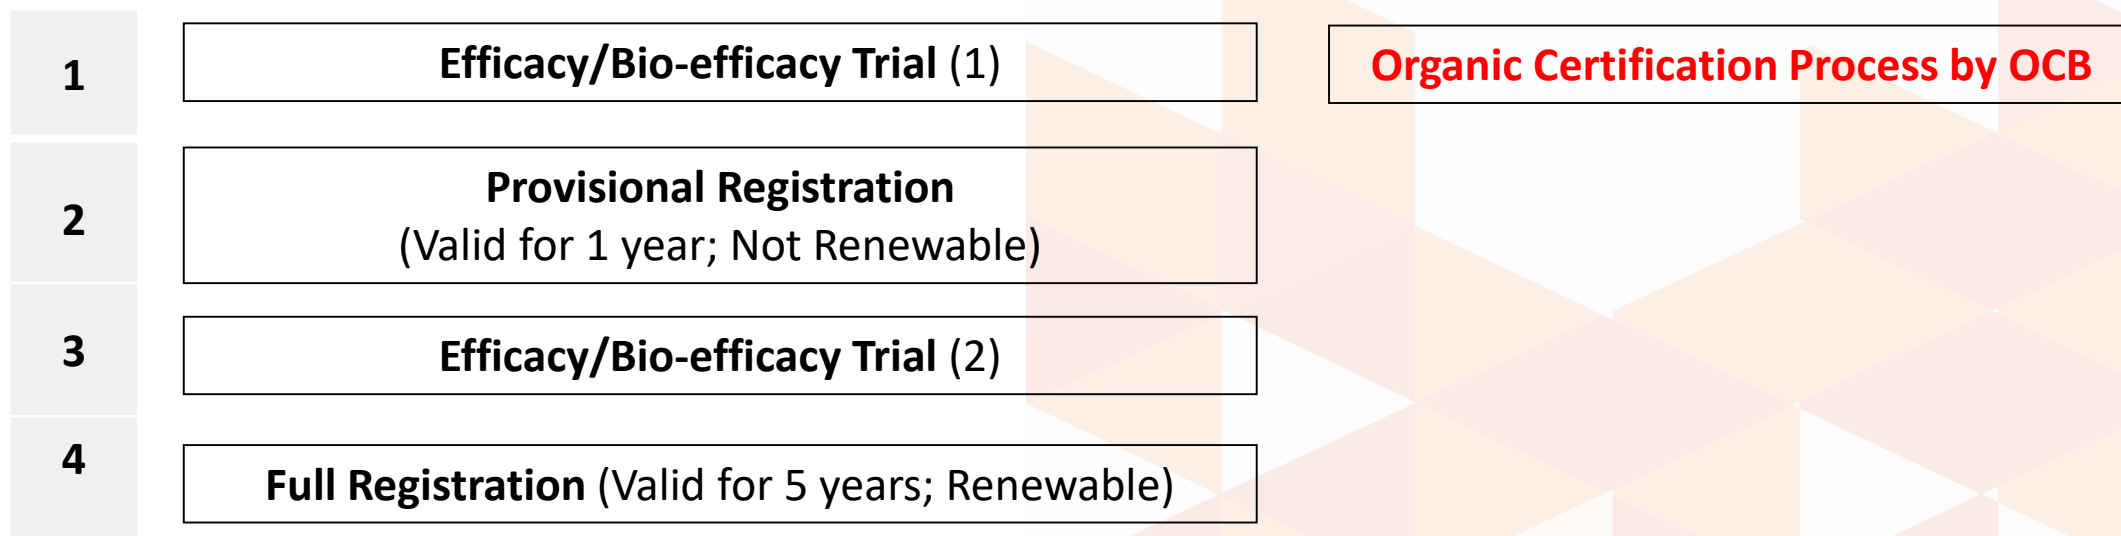 1
Efficacy/Bio-efficacy Trial (1)
Organic Certification Process by OCB
2
Provisional Registration
(Valid for 1 year; Not Renewable)
3
Efficacy/Bio-efficacy Trial (2)
4
Full Registration (Valid for 5 years; Renewable)